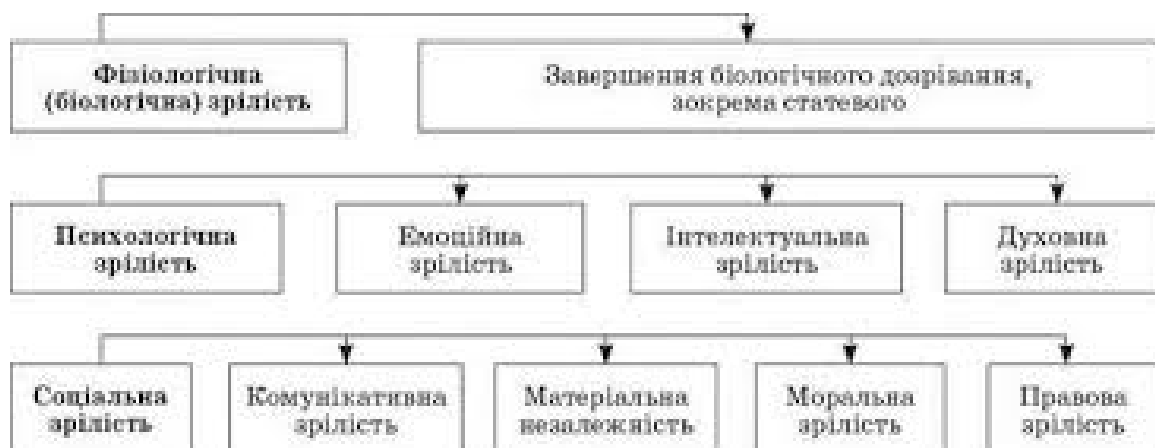 Фізіологічна
(біологічна) зрілість
Завершення біологічного дозрівання,
зокрема статевого
Психологічна
зрілість
Емоційна
зрілість
Інтелектуальна
зрілість
Духовна
зрілість
Соціальна
зрілість
Комунікативна
зрілість
Матеріальна
незалежність
Моральна
зрілість
Правова
зрілість